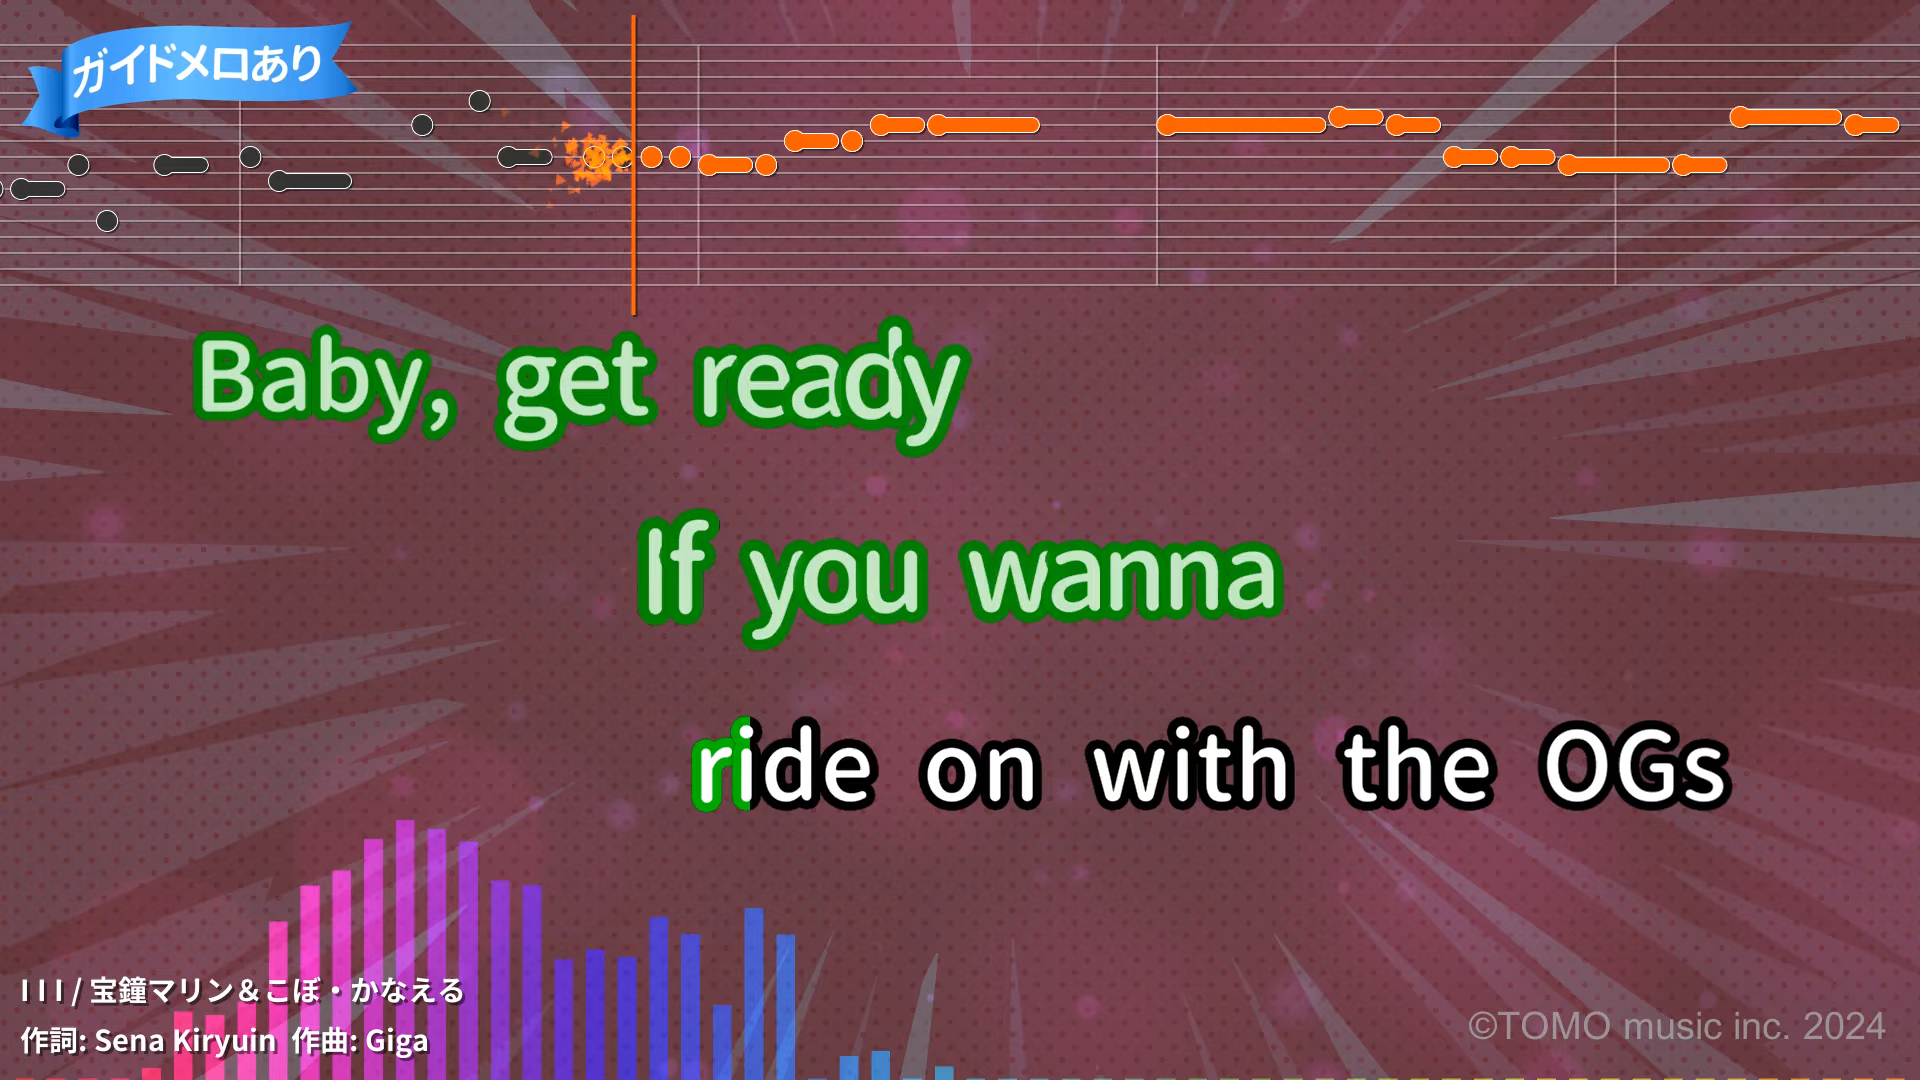 ガイドメロあり
Baby, get ready
If you wanna
ride on with the OGs
I I I / 宝鐘マリン＆こぼ・かなえる
作詞: Sena Kiryuin 作曲: Giga
©TOMO music inc. 2024